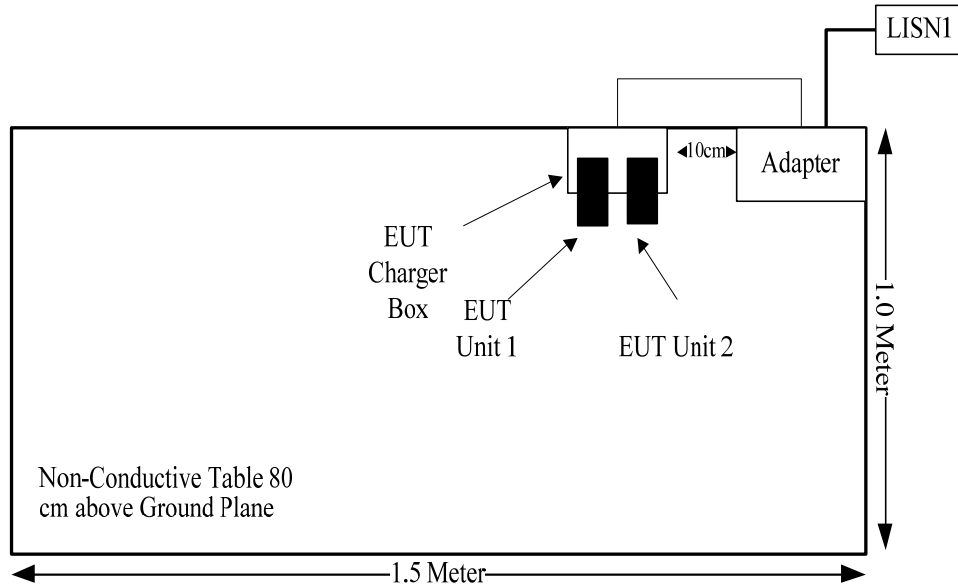 LISN1
10cm
Adapter
EUT
Charger
Box
EUT
Unit 1
EUT Unit 2
1.0 Meter
Non-Conductive Table 80
cm above Ground Plane
1.5 Meter